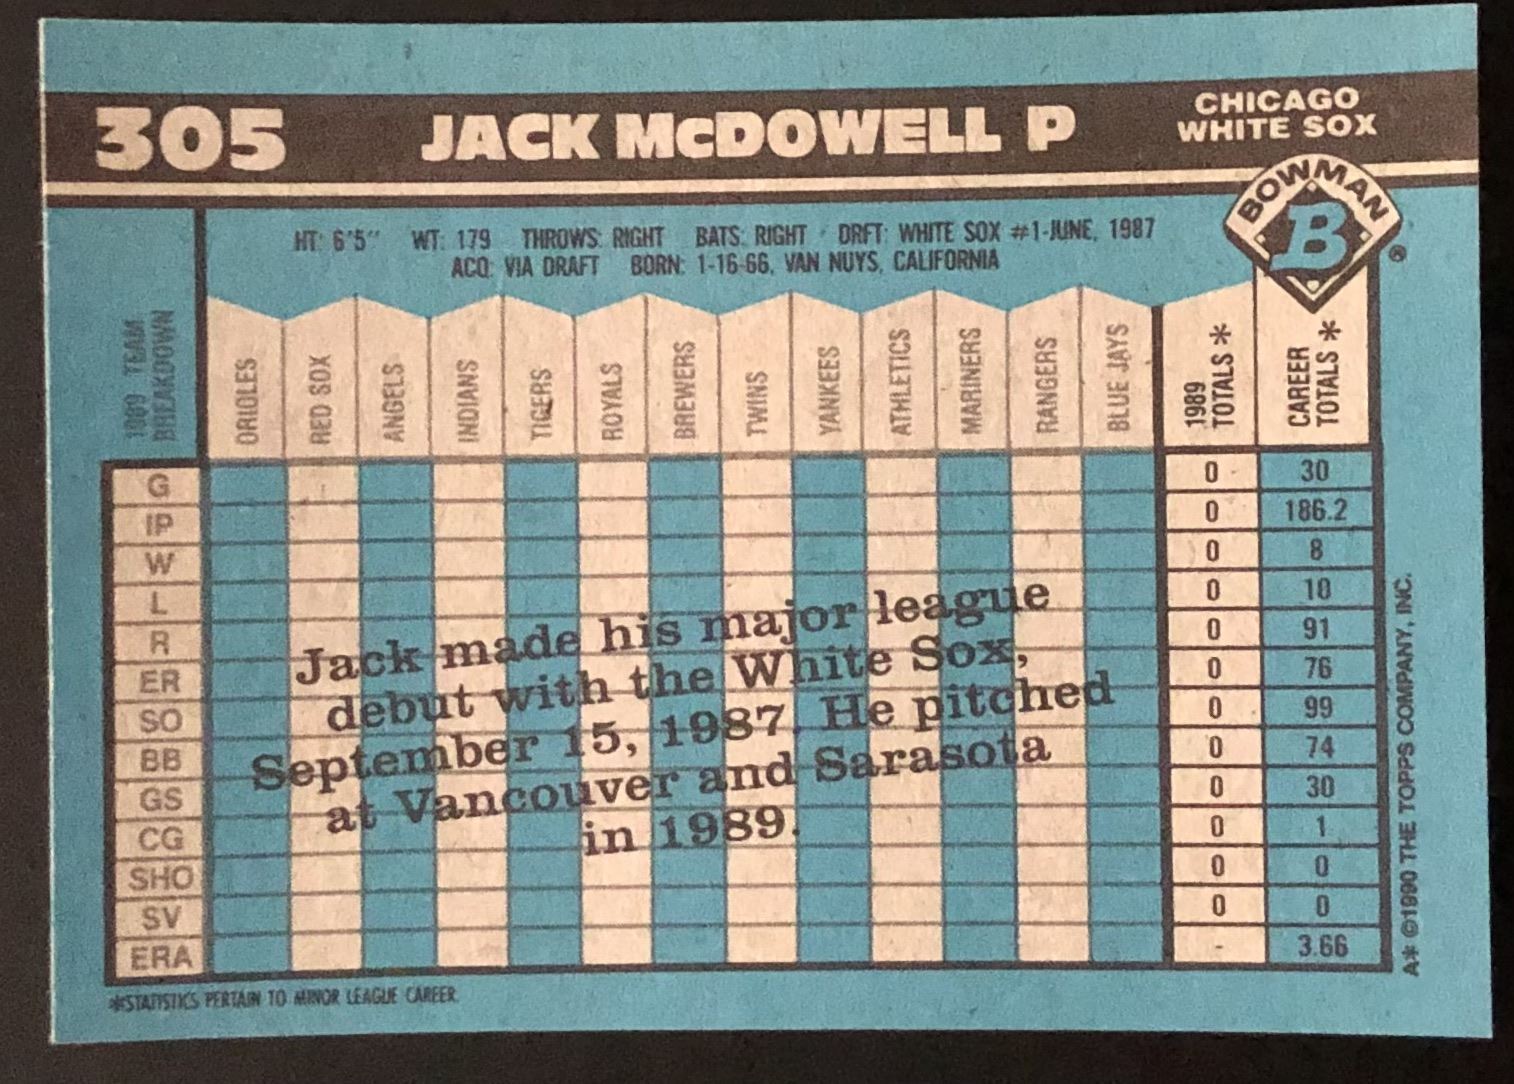 305 JACK McDOWELL P
CHICAGO
WHITE SOX
BOWMAN
B
®
HT: 6'5" WT: 179 THROWS: RIGHT BATS: RIGHT DRFT: WHITE SOX #1-JUNE, 1987
ACQ: VIA DRAFT BORN: 1-16-66, VAN NUYS, CALIFORNIA
1989 TEAM
BREAKDOWN
ORIOLES
RED SOX
ANGELS
INDIANS
TIGERS
ROYALS
BREWERS
TWINS
YANKEES
ATHLETICS
MARINERS
RANGERS
BLUE JAYS
1989
TOTALS *
CAREER
TOTALS *
G 0 30
IP 0 186.2
W 0 8
L 0 10
R 0 91
ER 0 76
SO 0 99
BB 0 74
GS 0 30
CG 0 1
SHO 0 0
SV 0 0
ERA - 3.66
Jack made his major league
debut with the White Sox,
September 15, 1987. He pitched
at Vancouver and Sarasota
in 1989.
*STATISTICS PERTAIN TO MINOR LEAGUE CAREER.
A* ©1990 THE TOPPS COMPANY, INC.